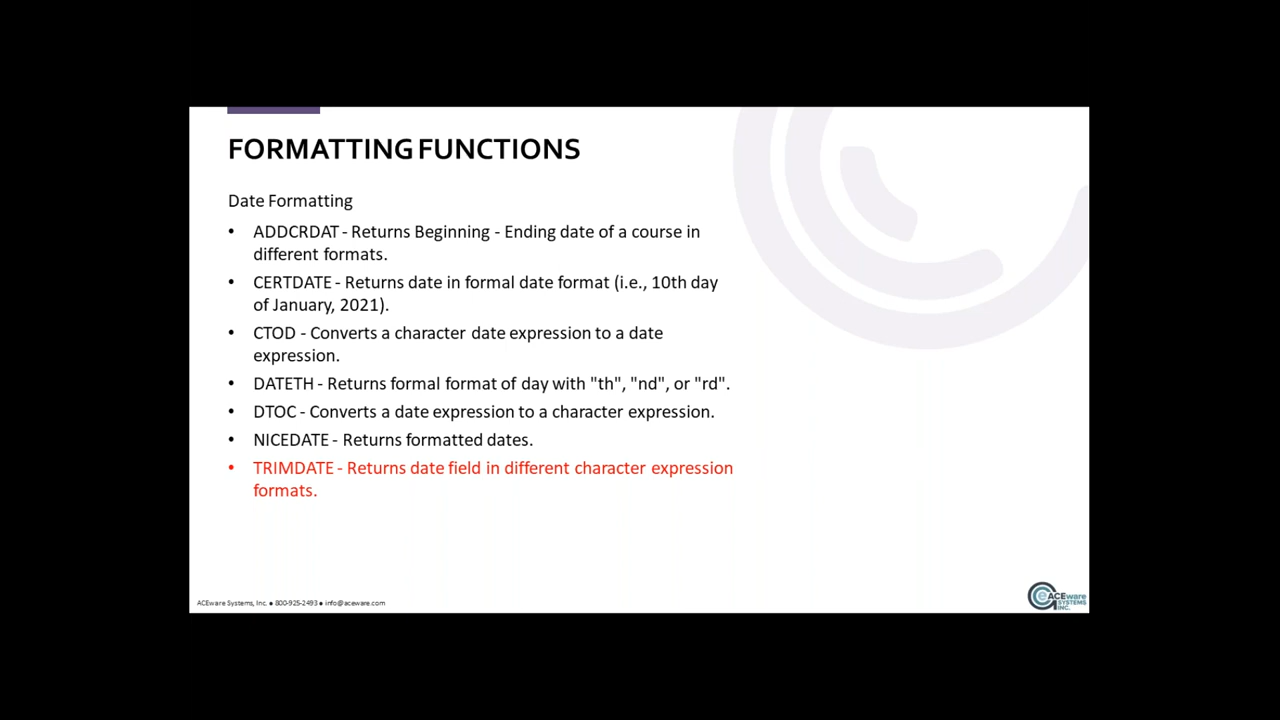 FORMATTING FUNCTIONS
Date Formatting
• ADDCRDAT - Returns Beginning - Ending date of a course in
different formats.
• CERTDATE - Returns date in formal date format (i.e., 10th day
of January, 2021).
• CTOD - Converts a character date expression to a date
expression.
• DATETH - Returns formal format of day with "th", "nd", or "rd".
• DTOC - Converts a date expression to a character expression.
• NICEDATE - Returns formatted dates.
• TRIMDATE - Returns date field in different character expression
formats.
ACEware Systems, Inc. ● 800-925-2493 ● info@aceware.com
ACEware
SYSTEMS
INC.